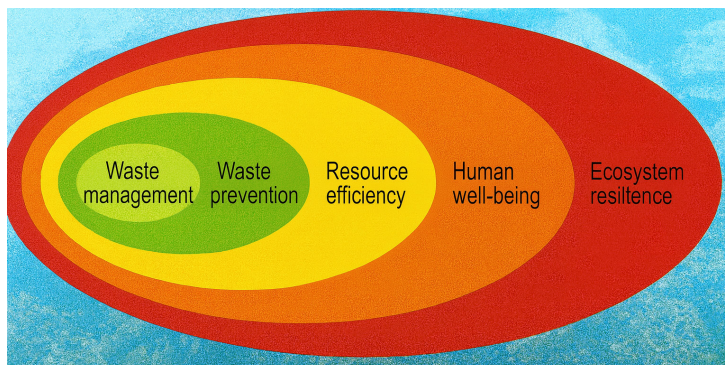 Waste
management
Waste
prevention
Resource
efficiency
Human
well-being
Ecosystem
resiltence